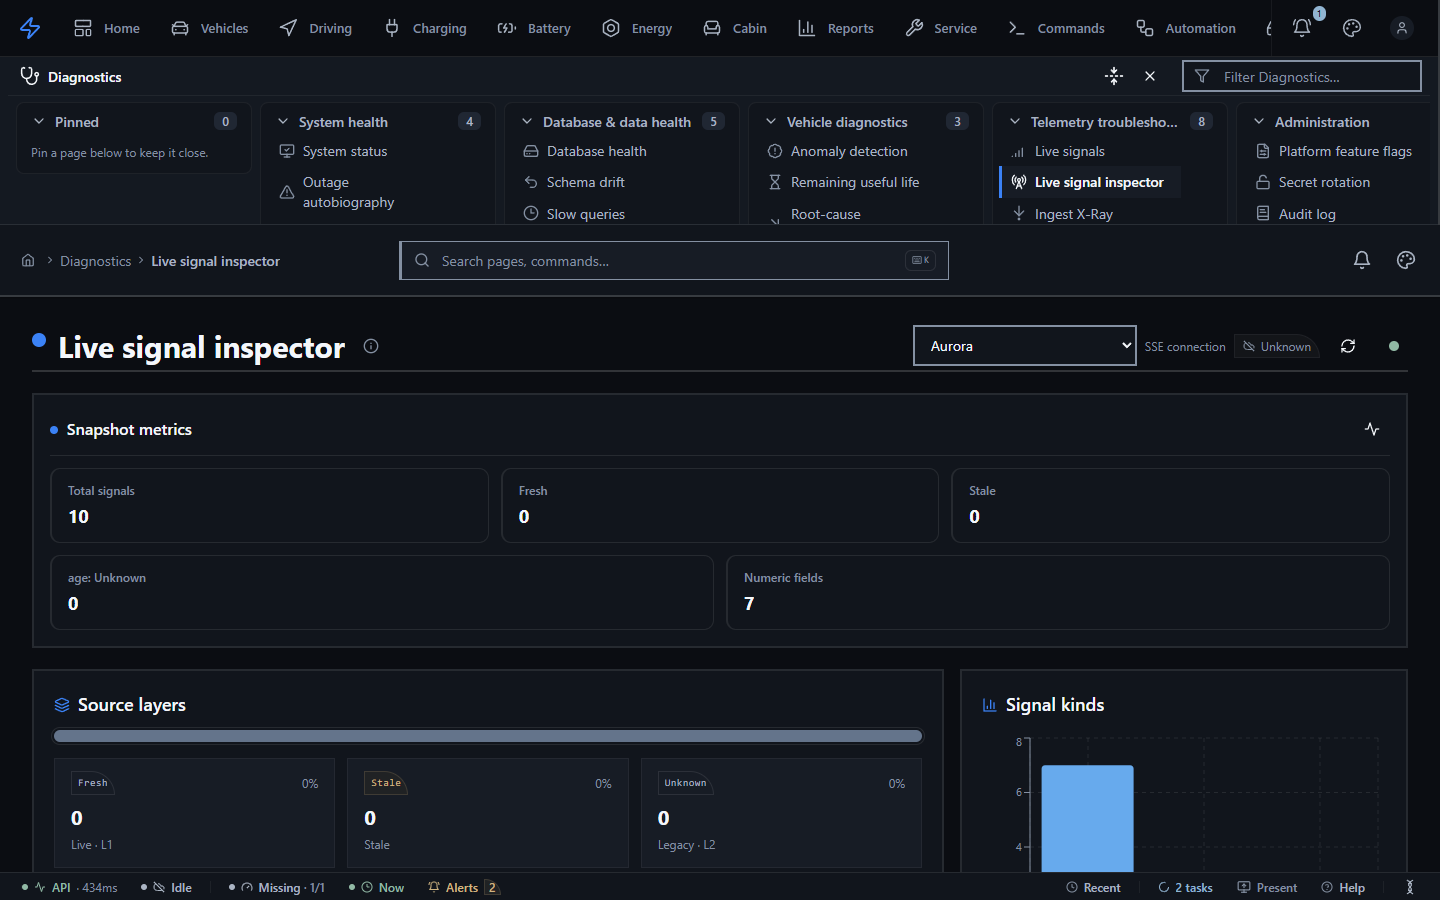 Home Vehicles Driving Charging Battery Energy Cabin Reports Service Commands Automation 1
Diagnostics Filter Diagnostics...
Pinned 0
Pin a page below to keep it close.
System health 4
System status
Outage
autobiography
Database & data health 5
Database health
Schema drift
Slow queries
Vehicle diagnostics 3
Anomaly detection
Remaining useful life
Root-cause
Telemetry troublesho... 8
Live signals
Live signal inspector
Ingest X-Ray
Administration
Platform feature flags
Secret rotation
Audit log
Diagnostics Live signal inspector Search pages, commands... K
Live signal inspector Aurora SSE connection Unknown
Snapshot metrics
Total signals
10
Fresh
0
Stale
0
age: Unknown
0
Numeric fields
7
Source layers
Fresh 0%
0
Live · L1
Stale 0%
0
Stale
Unknown 0%
0
Legacy · L2
Signal kinds
8
6
4
API · 434ms Idle Missing · 1/1 Now Alerts 2 Recent 2 tasks Present Help